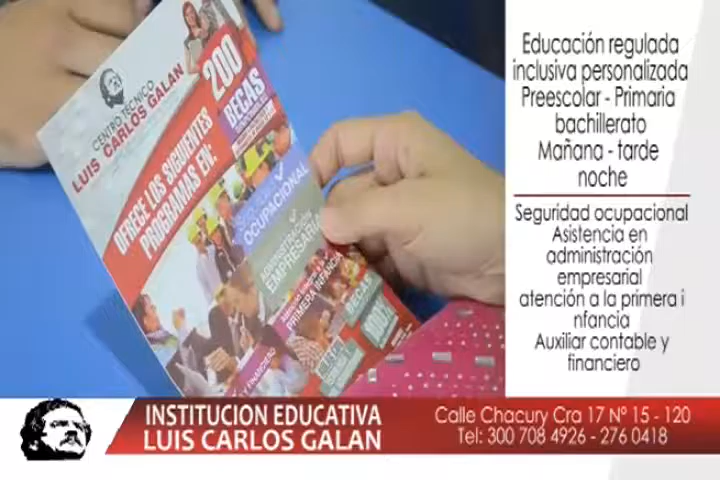 CENTRO TÉCNICO
LUIS CARLOS GALAN
200
BECAS
OFRECE LOS SIGUIENTES
PROGRAMAS EN:
OCUPACIONAL
ADMINISTRACIÓN
EMPRESARIAL
PRIMERA INFANCIA
BECAS
Educación regulada
inclusiva personalizada
Preescolar - Primaria
bachillerato
Mañana - tarde
noche
Seguridad ocupacional
Asistencia en
administración
empresarial
atención a la primera i
nfancia
Auxiliar contable y
financiero
INSTITUCION EDUCATIVA
LUIS CARLOS GALAN
Calle Chacury Cra 17 Nº 15 - 120
Tel: 300 708 4926 - 276 0418